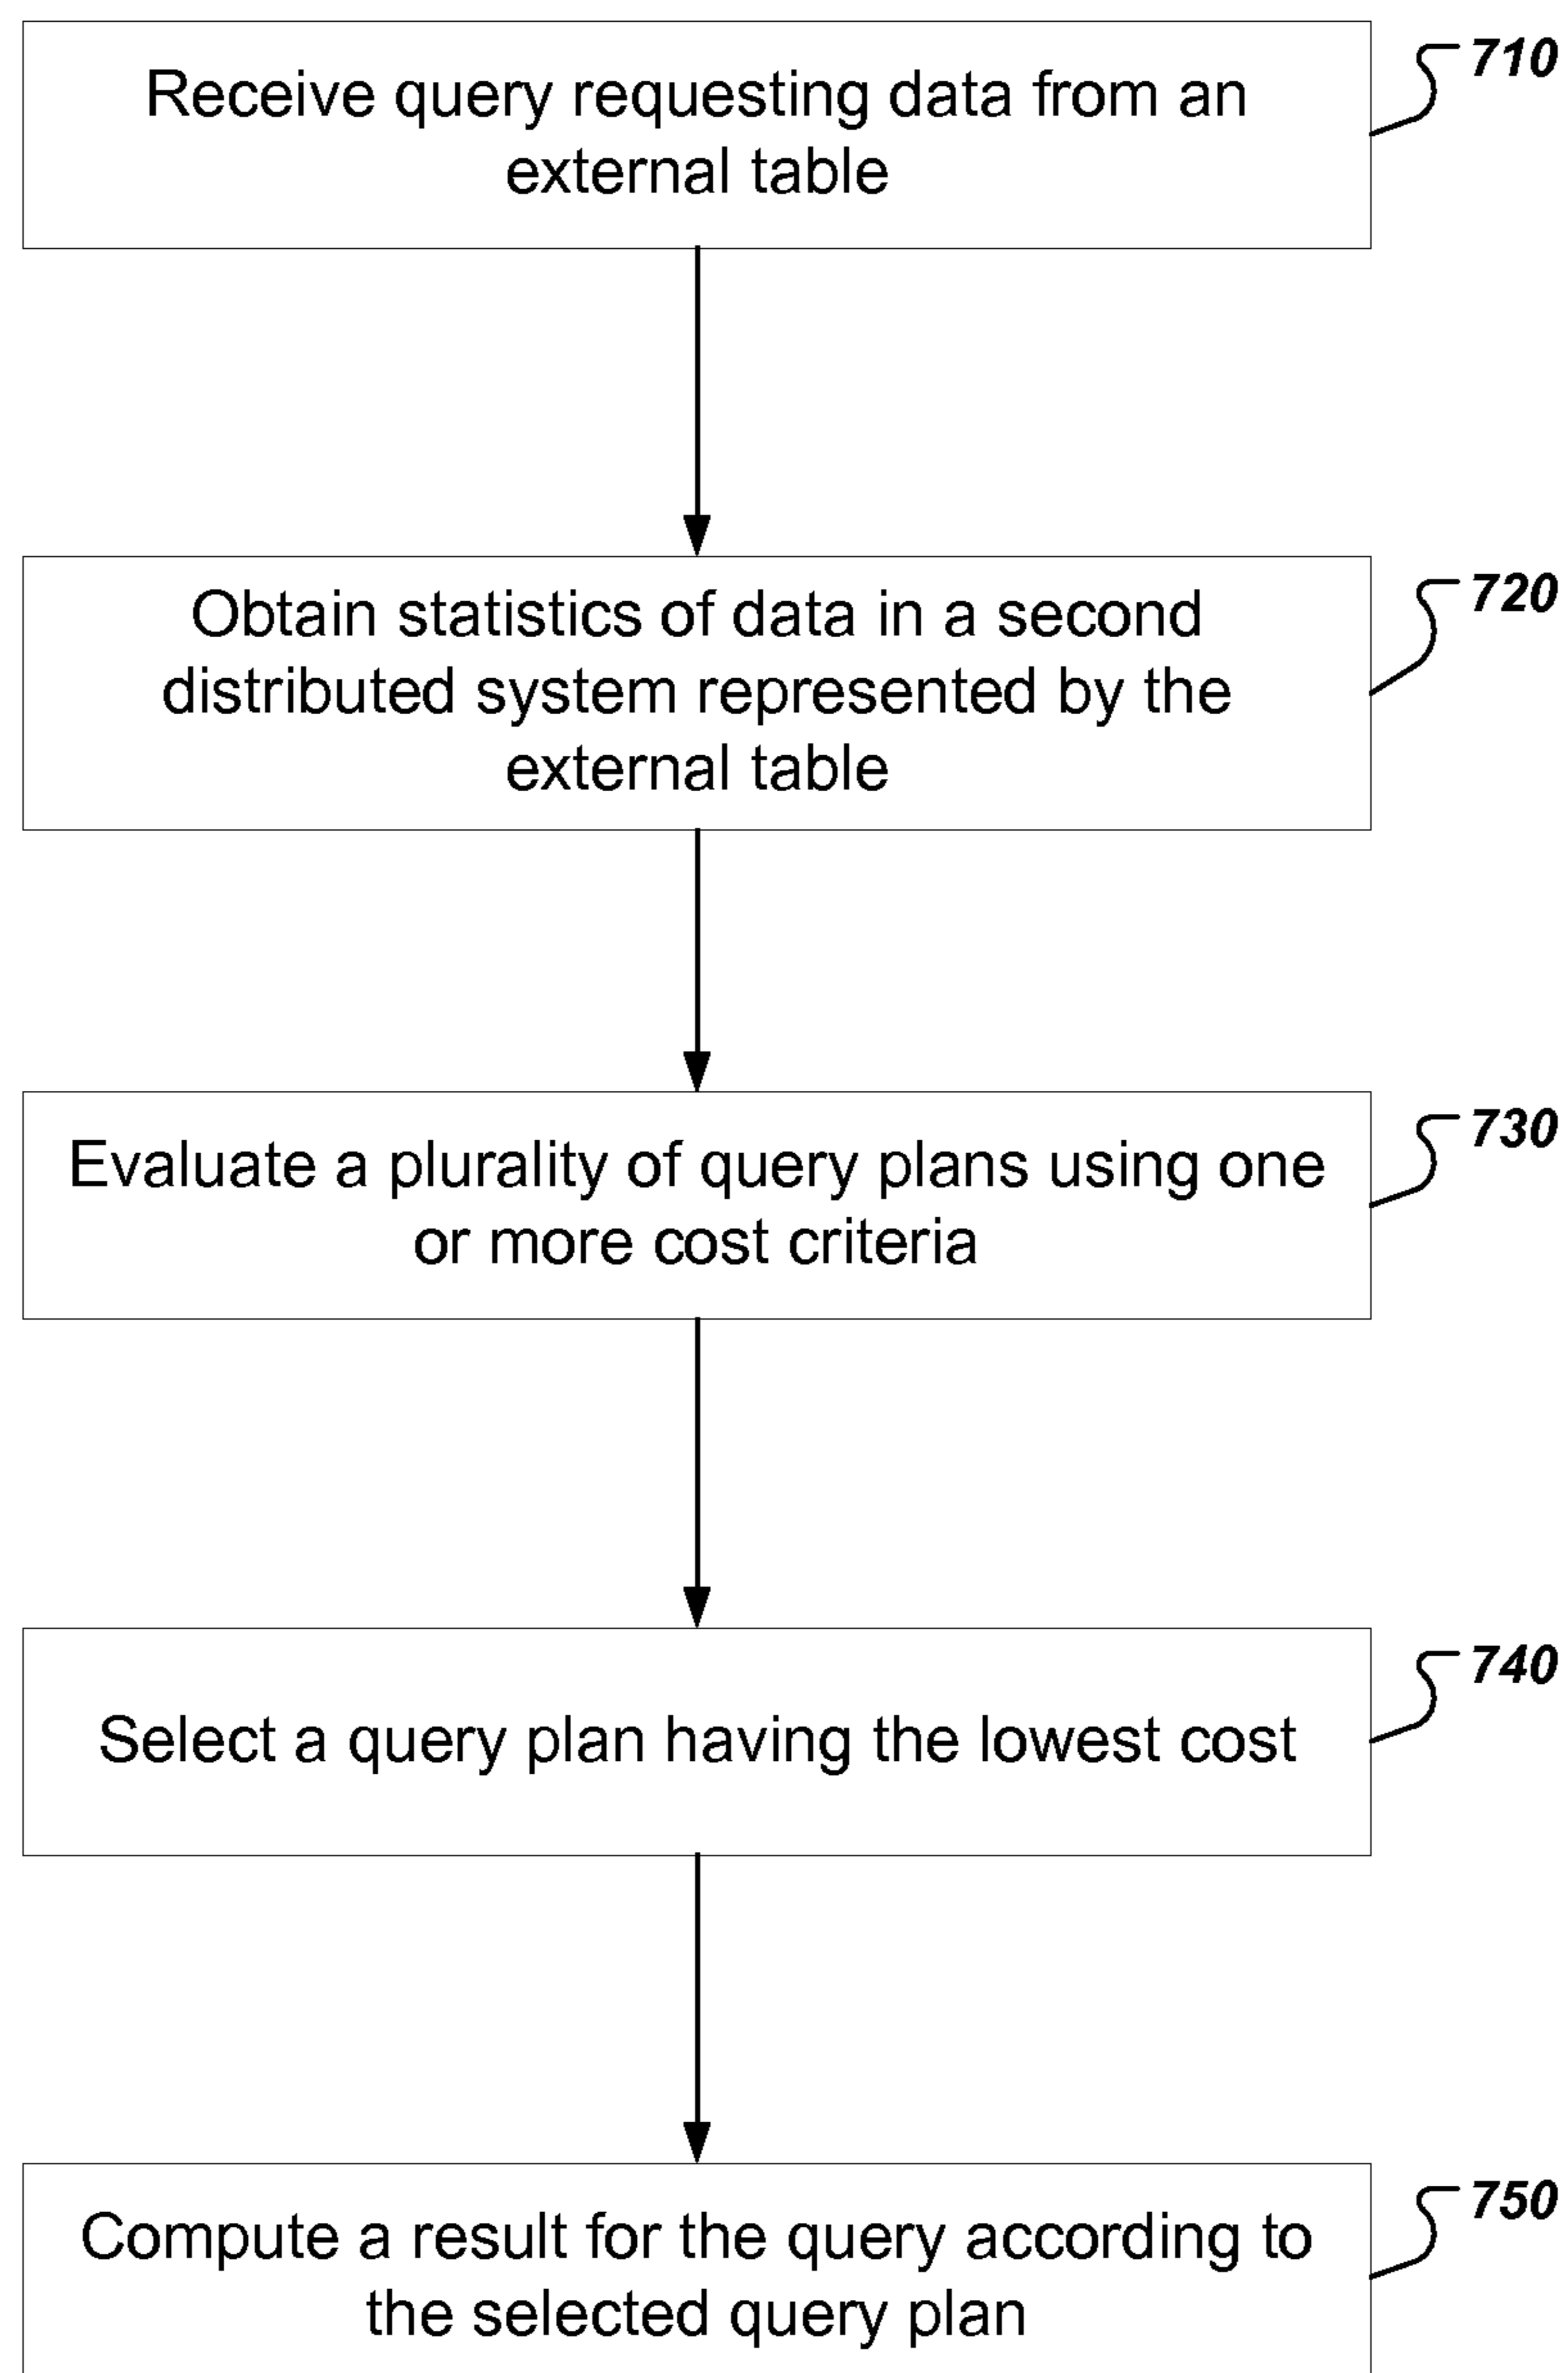 Receive query requesting data from an
external table
710
Obtain statistics of data in a second
distributed system represented by the
external table
720
Evaluate a plurality of query plans using one
or more cost criteria
730
Select a query plan having the lowest cost
740
Compute a result for the query according to
the selected query plan
750